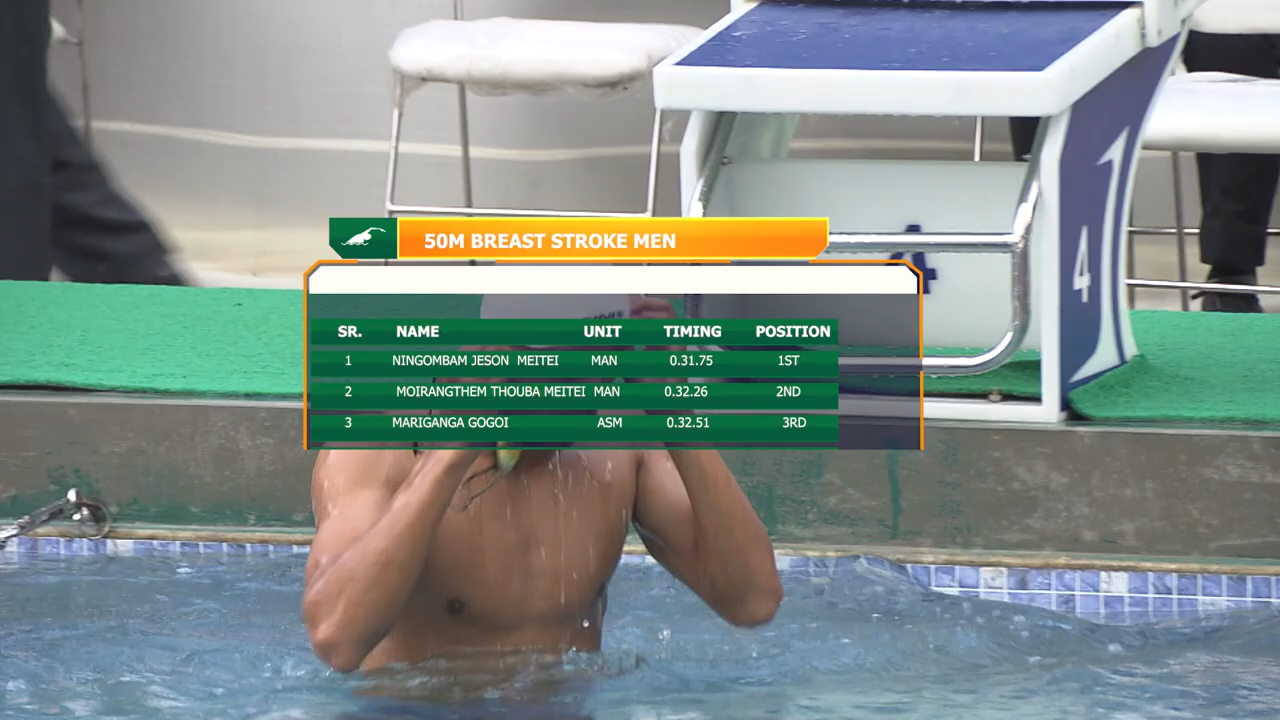 50M BREAST STROKE MEN
SR. NAME UNIT TIMING POSITION
1 NINGOMBAM JESON MEITEI MAN 0.31.75 1ST
2 MOIRANGTHEM THOUBA MEITEI MAN 0.32.26 2ND
3 MARIGANGA GOGOI ASM 0.32.51 3RD
4
4